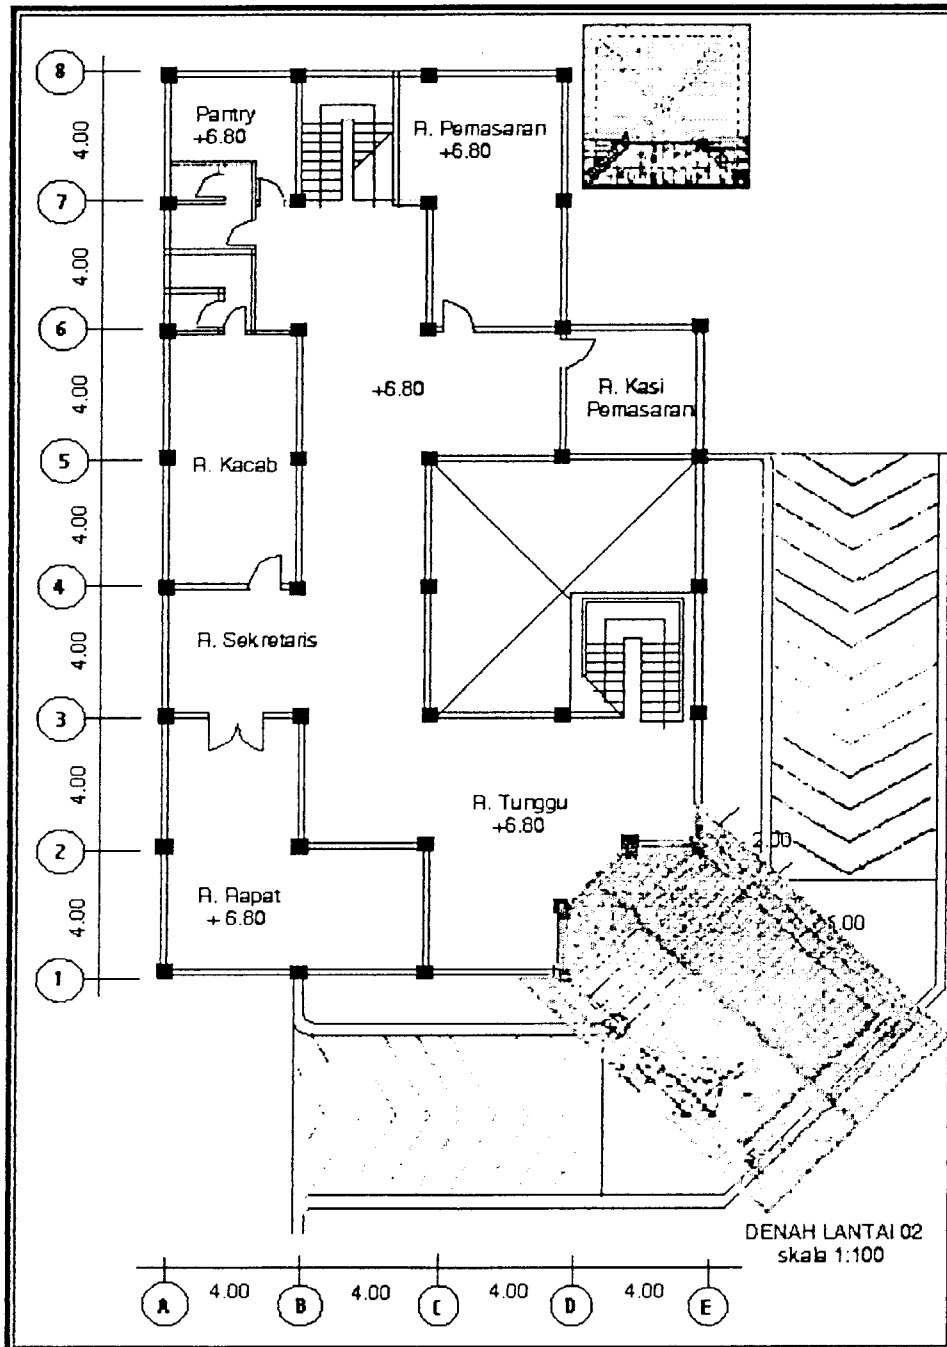 8
Pantry
+6.80
R. Pemasaran
+6.80
4.00
7
4.00
6
+6.80
R. Kasi
Pemasaran
4.00
5
R. Kacab
4.00
4
R. Sekretaris
4.00
3
4.00
R. Tunggu
+6.80
2
2.00
R. Rapat
+ 6.80
4.00
1
DENAH LANTAI 02
skala 1:100
4.00
4.00
4.00
4.00
A
B
C
D
E